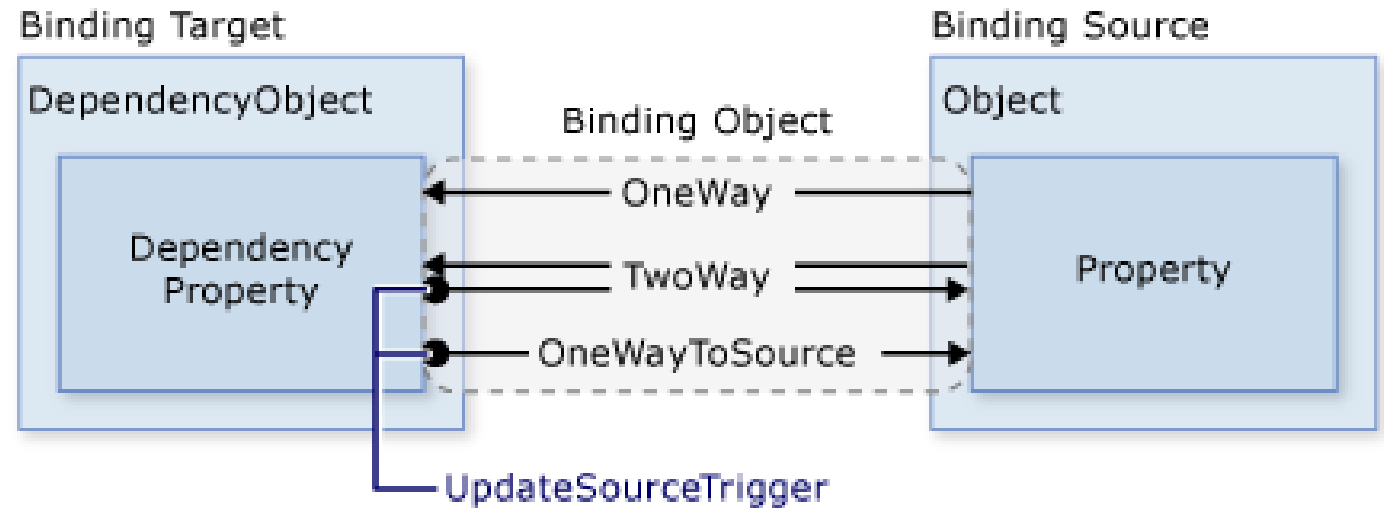 Binding Target
Binding Source
DependencyObject
Object
Binding Object
OneWay
Dependency
Property
TwoWay
Property
OneWayToSource
UpdateSourceTrigger